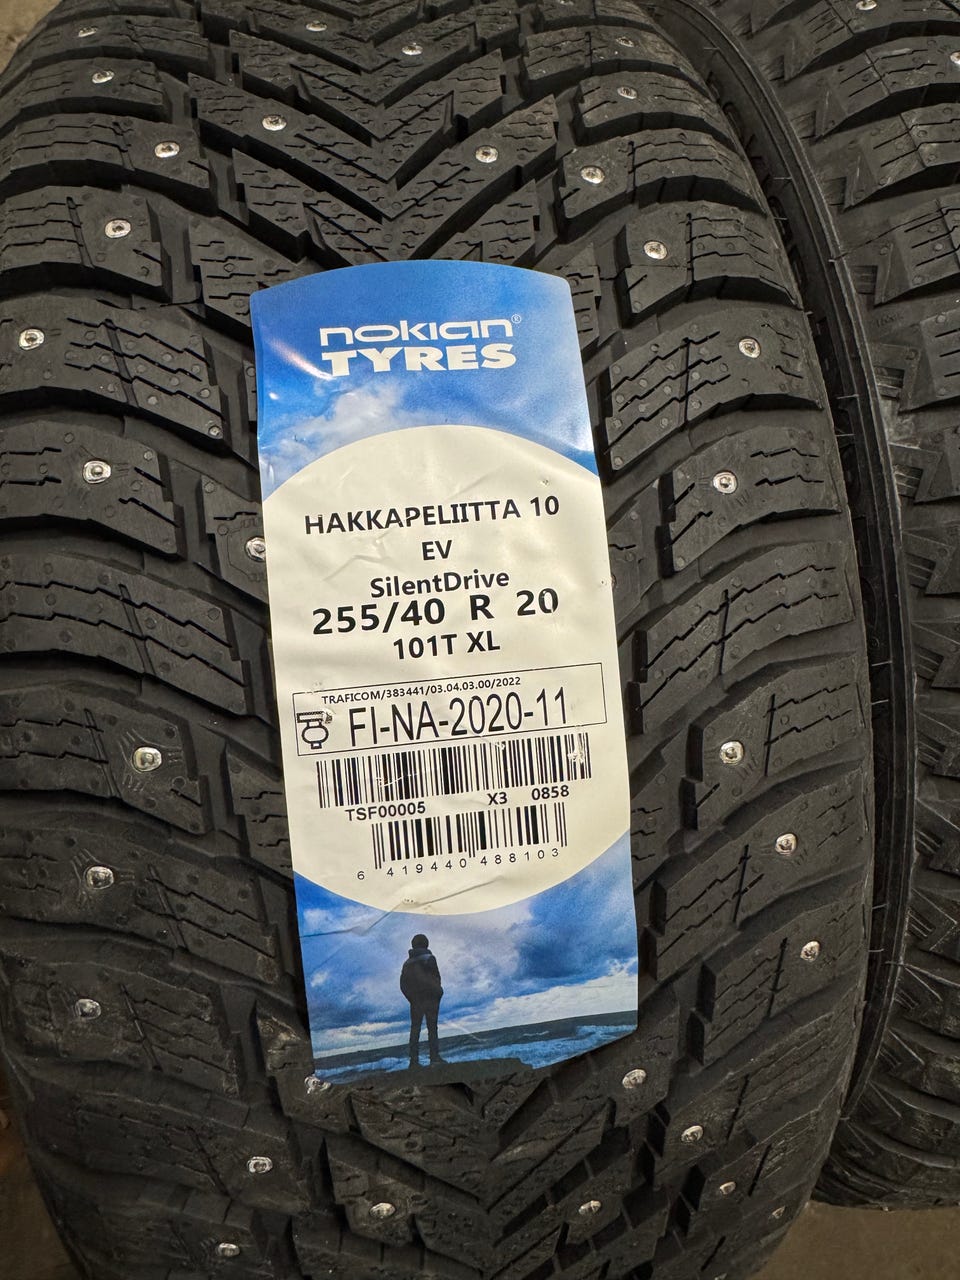 nokian®
TYRES
HAKKAPELIITTA 10
EV
SilentDrive
255/40 R 20
101T XL
TRAFICOM/383441/03.04.03.00/2022
FI-NA-2020-11
TSF00005 X3 0858
6 419440 488103